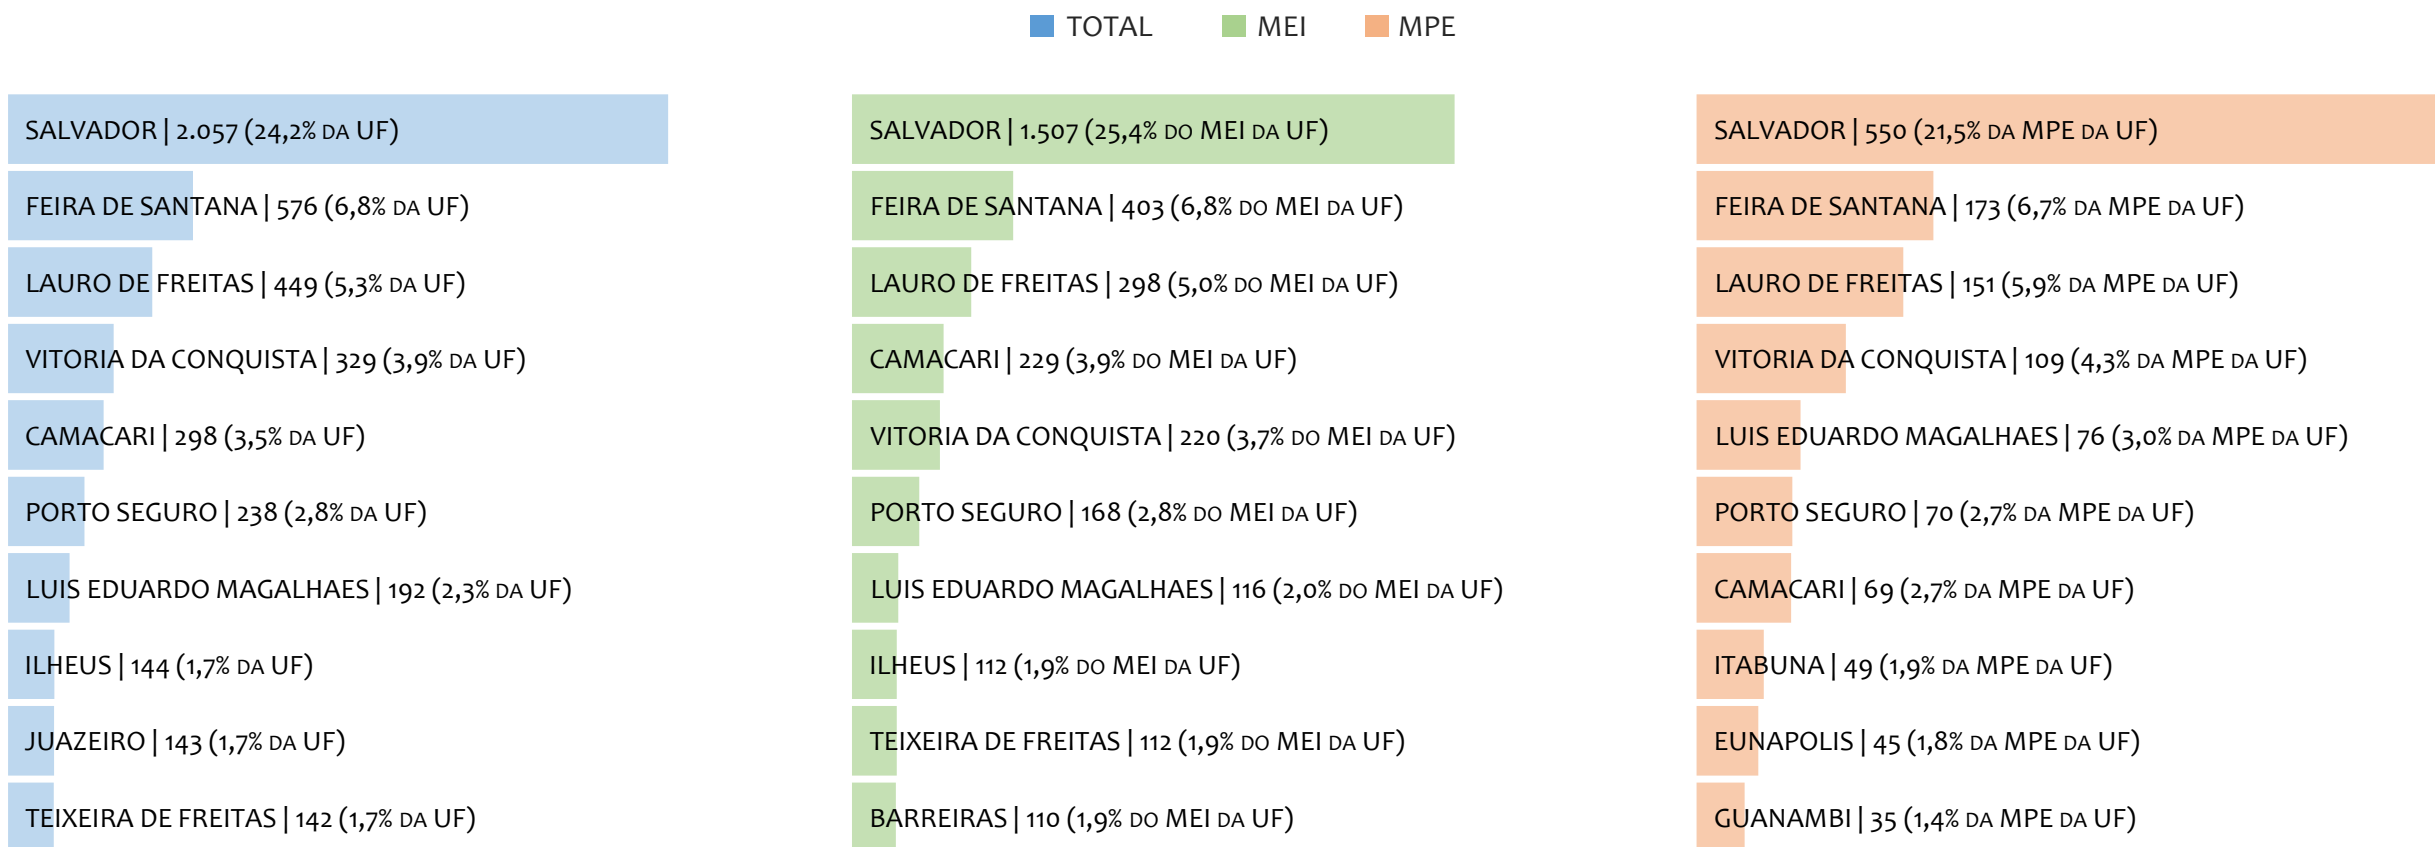 TOTAL MEI MPE
SALVADOR | 2.057 (24,2% DA UF)
FEIRA DE SANTANA | 576 (6,8% DA UF)
LAURO DE FREITAS | 449 (5,3% DA UF)
VITORIA DA CONQUISTA | 329 (3,9% DA UF)
CAMACARI | 298 (3,5% DA UF)
PORTO SEGURO | 238 (2,8% DA UF)
LUIS EDUARDO MAGALHAES | 192 (2,3% DA UF)
ILHEUS | 144 (1,7% DA UF)
JUAZEIRO | 143 (1,7% DA UF)
TEIXEIRA DE FREITAS | 142 (1,7% DA UF)
SALVADOR | 1.507 (25,4% DO MEI DA UF)
FEIRA DE SANTANA | 403 (6,8% DO MEI DA UF)
LAURO DE FREITAS | 298 (5,0% DO MEI DA UF)
CAMACARI | 229 (3,9% DO MEI DA UF)
VITORIA DA CONQUISTA | 220 (3,7% DO MEI DA UF)
PORTO SEGURO | 168 (2,8% DO MEI DA UF)
LUIS EDUARDO MAGALHAES | 116 (2,0% DO MEI DA UF)
ILHEUS | 112 (1,9% DO MEI DA UF)
TEIXEIRA DE FREITAS | 112 (1,9% DO MEI DA UF)
BARREIRAS | 110 (1,9% DO MEI DA UF)
SALVADOR | 550 (21,5% DA MPE DA UF)
FEIRA DE SANTANA | 173 (6,7% DA MPE DA UF)
LAURO DE FREITAS | 151 (5,9% DA MPE DA UF)
VITORIA DA CONQUISTA | 109 (4,3% DA MPE DA UF)
LUIS EDUARDO MAGALHAES | 76 (3,0% DA MPE DA UF)
PORTO SEGURO | 70 (2,7% DA MPE DA UF)
CAMACARI | 69 (2,7% DA MPE DA UF)
ITABUNA | 49 (1,9% DA MPE DA UF)
EUNAPOLIS | 45 (1,8% DA MPE DA UF)
GUANAMBI | 35 (1,4% DA MPE DA UF)